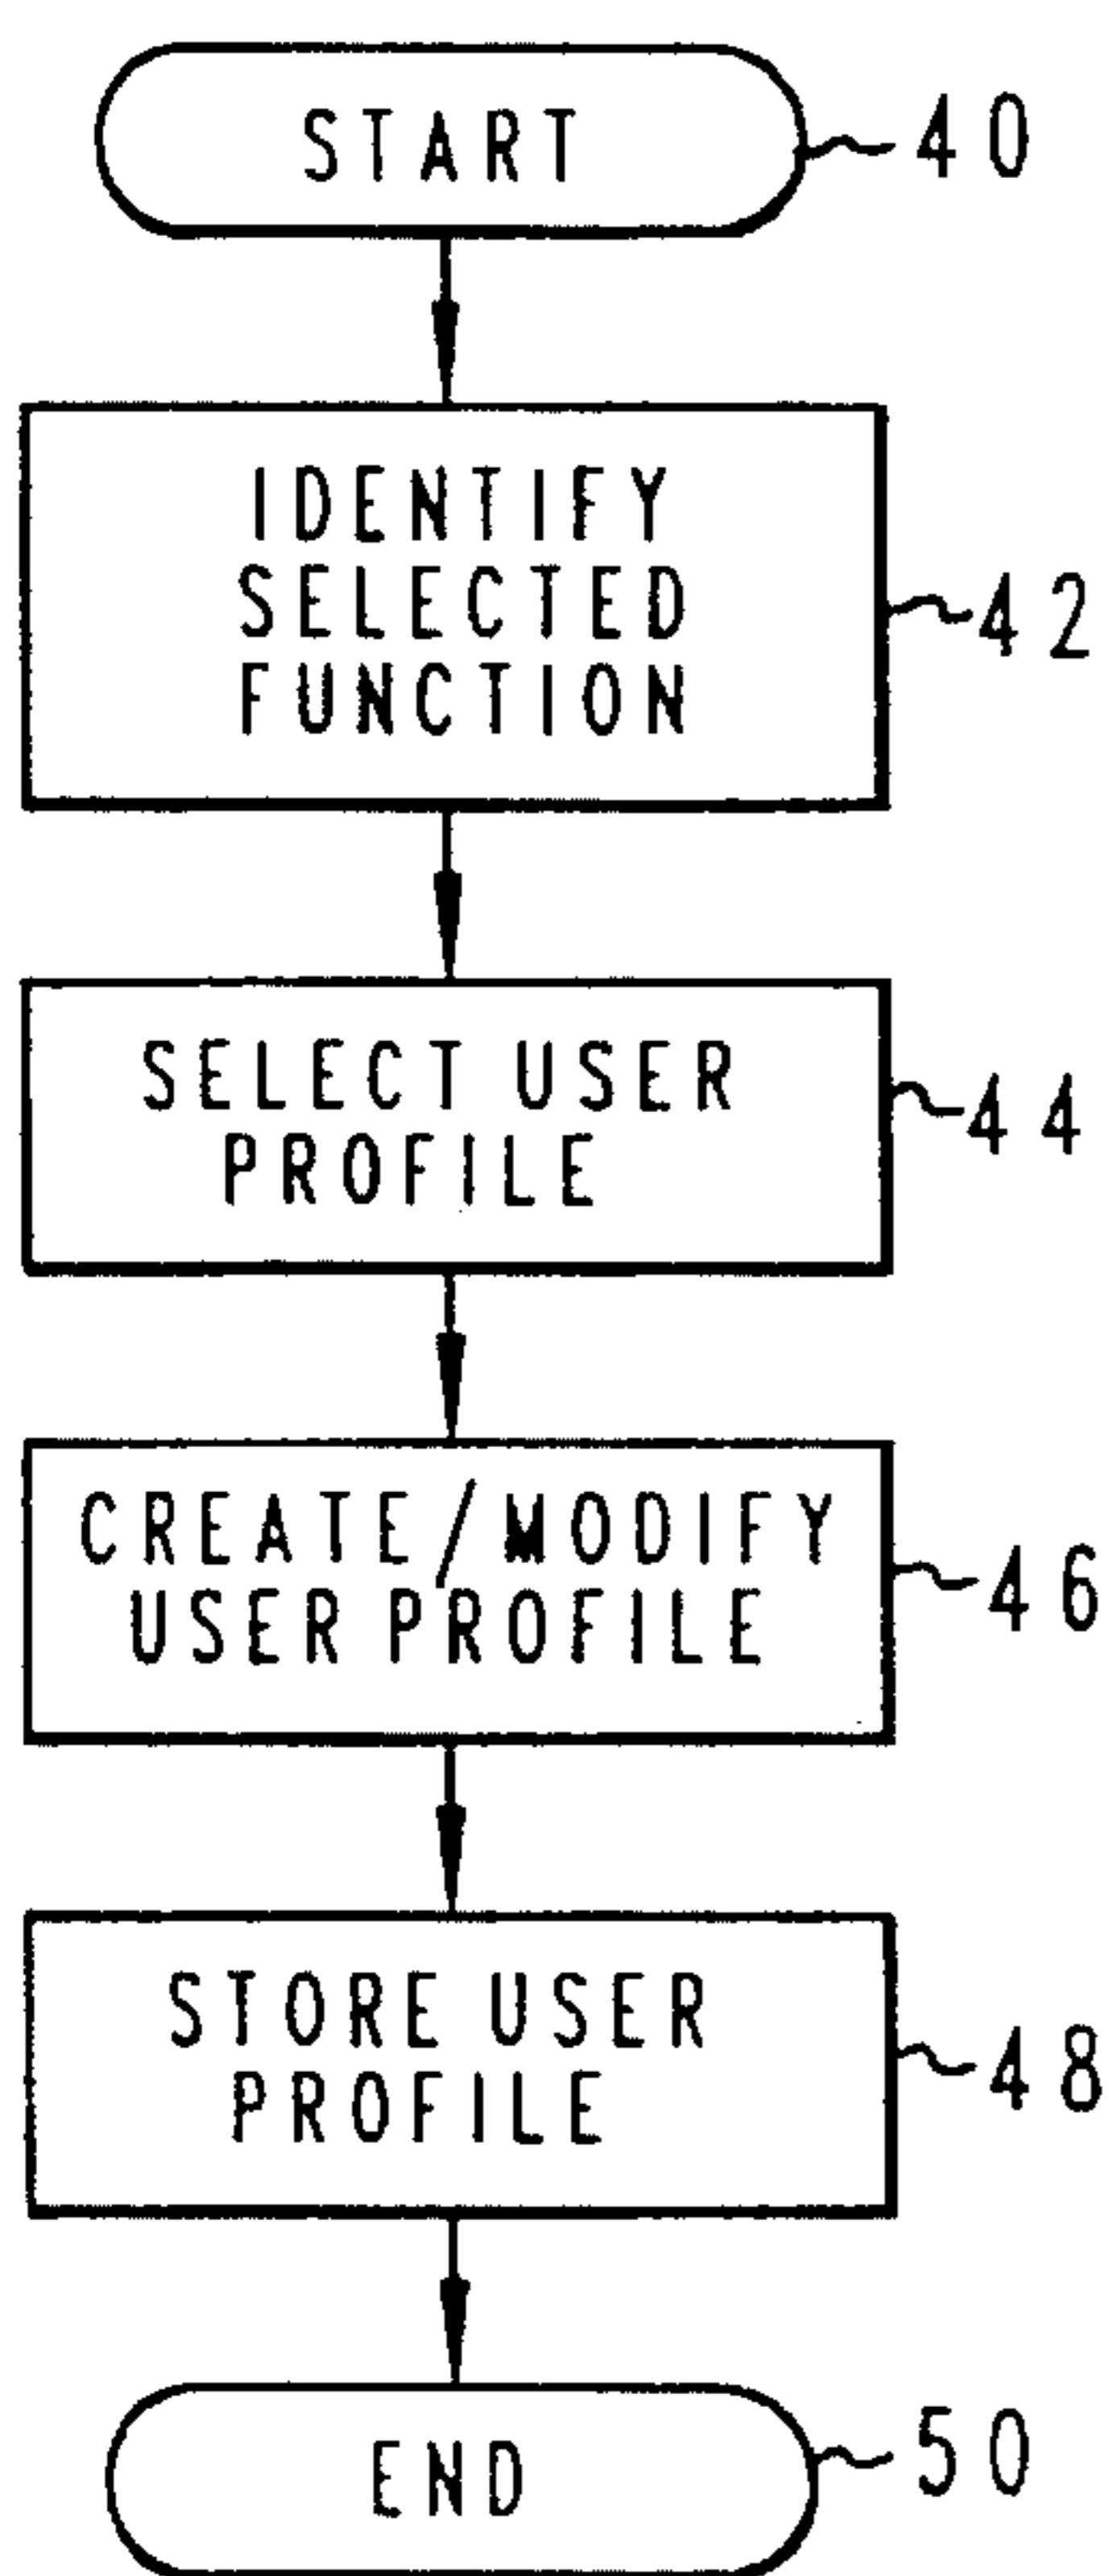 START
40
IDENTIFY
SELECTED
FUNCTION
42
SELECT USER
PROFILE
44
CREATE/MODIFY
USER PROFILE
46
STORE USER
PROFILE
48
END
50